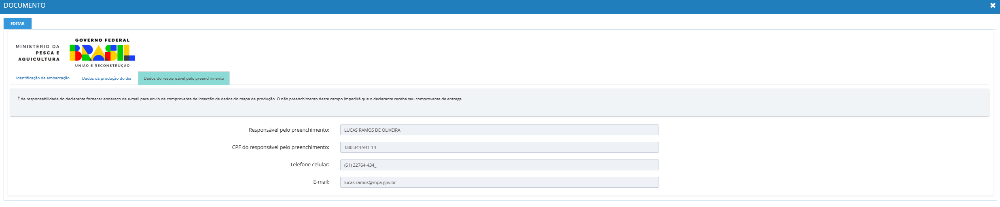 DOCUMENTO
EDITAR
MINISTÉRIO DA
PESCA E
AQUICULTURA
GOVERNO FEDERAL
BRASIL
UNIÃO E RECONSTRUÇÃO
Identificação da embarcação Dados da produção do dia Dados do responsável pelo preenchimento
É de responsabilidade do declarante fornecer endereço de e-mail para envio de comprovante de inserção de dados do mapa de produção. O não preenchimento deste campo impedirá que o declarante receba seu comprovante de entrega.
Responsável pelo preenchimento: LUCAS RAMOS DE OLIVEIRA
CPF do responsável pelo preenchimento: 030.344.941-14
Telefone celular: (61) 32764-434_
E-mail: lucas.ramos@mpa.gov.br